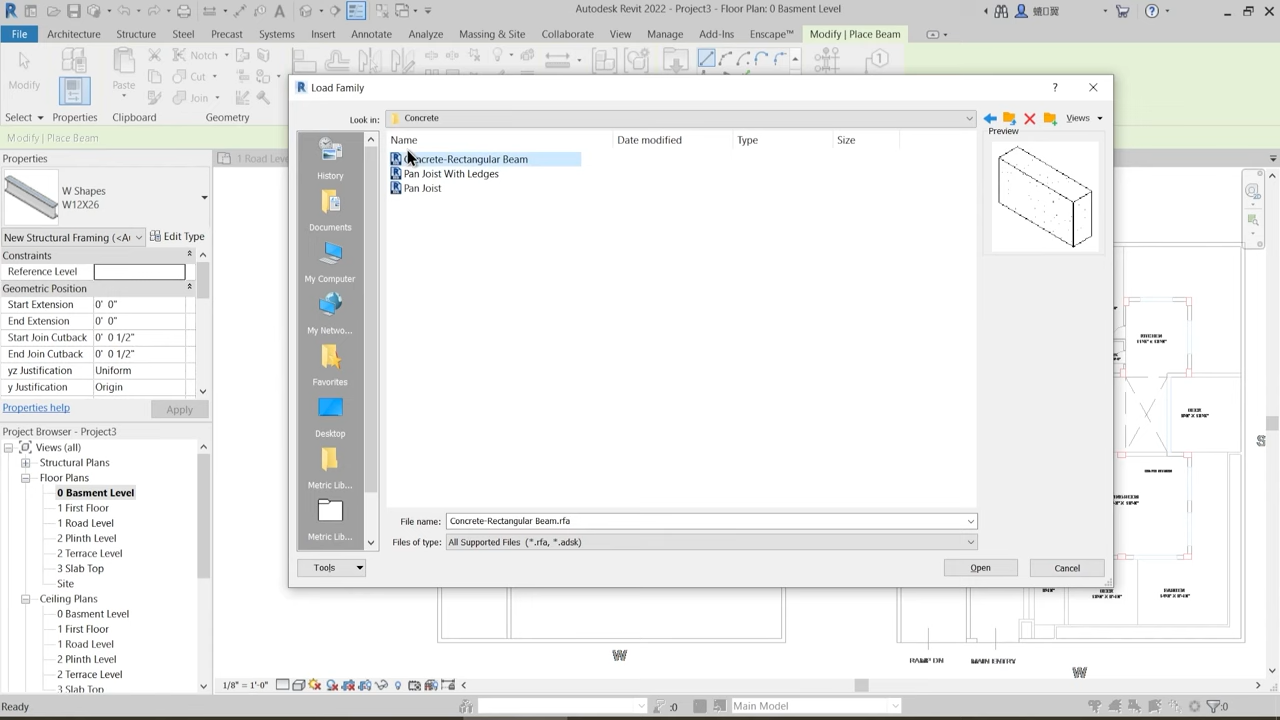 Autodesk Revit 2022 - Project3 - Floor Plan: 0 Basment Level
File Architecture Structure Steel Precast Systems Insert Annotate Analyze Massing & Site Collaborate View Manage Add-Ins Enscape™ Modify | Place Beam
Modify
Paste
Notch
Cut
Join
Select Properties Clipboard Geometry
Modify | Place Beam
Load Family
Look in: Concrete
Views
Name Date modified Type Size
Preview
Concrete-Rectangular Beam
Pan Joist With Ledges
Pan Joist
History
Documents
My Computer
My Netwo...
Favorites
Desktop
Metric Lib...
Metric Lib...
File name: Concrete-Rectangular Beam.rfa
Files of type: All Supported Files (*.rfa, *.adsk)
Tools
Open
Cancel
Properties
1 Road Level
W Shapes
W12X26
New Structural Framing (<Au
Edit Type
Constraints
Reference Level
Geometric Position
Start Extension 0' 0"
End Extension 0' 0"
Start Join Cutback 0' 0 1/2"
End Join Cutback 0' 0 1/2"
yz Justification Uniform
y Justification Origin
Properties help
Apply
Project Browser - Project3
Views (all)
Structural Plans
Floor Plans
0 Basment Level
1 First Floor
1 Road Level
2 Plinth Level
2 Terrace Level
3 Slab Top
Site
Ceiling Plans
0 Basment Level
1 First Floor
1 Road Level
2 Plinth Level
2 Terrace Level
3 Slab Top
KITCHEN
S
W
RAMP DN
MAIN ENTRY
W
1/8" = 1'-0"
Ready
:0
Main Model
:0